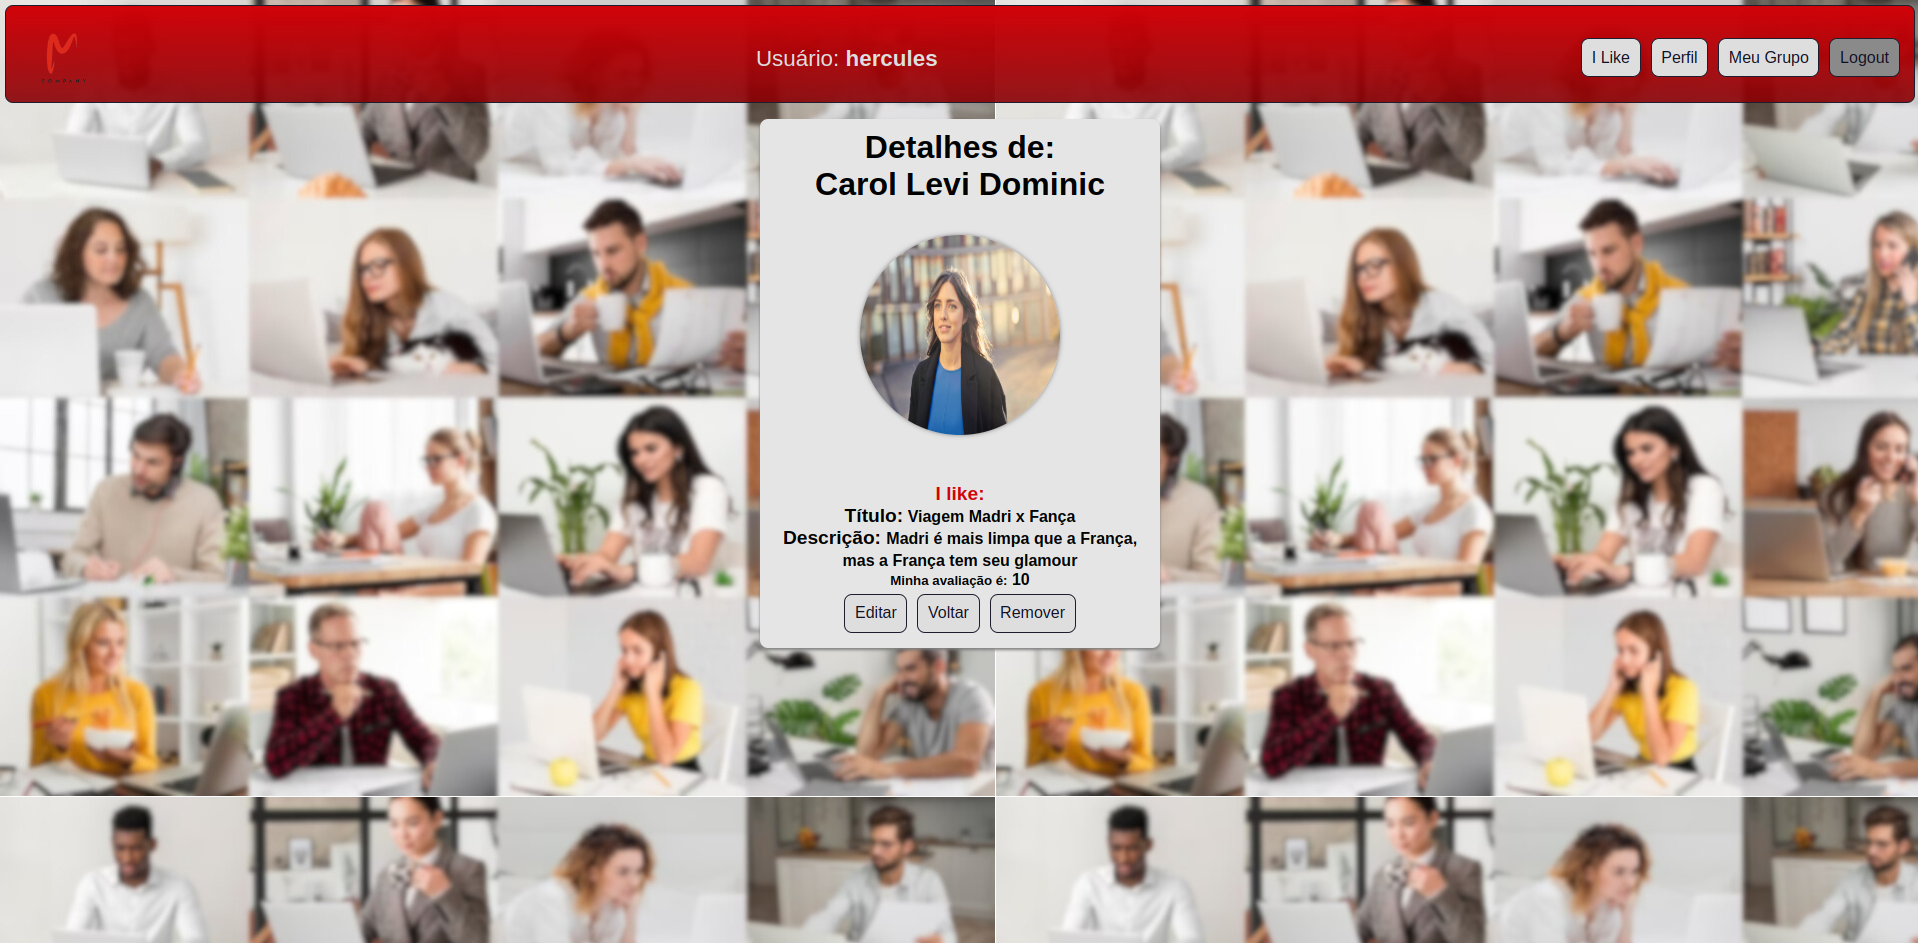 COMPANY
Usuário: hercules
I Like
Perfil
Meu Grupo
Logout
Detalhes de:
Carol Levi Dominic
I like:
Título: Viagem Madri x Fança
Descrição: Madri é mais limpa que a França,
mas a França tem seu glamour
Minha avaliação é: 10
Editar
Voltar
Remover